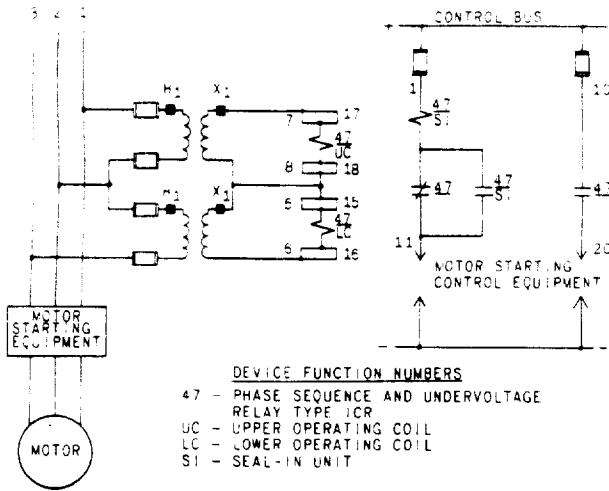 3 2 1
CONTROL BUS
H1 X1
1
10
47
SI
7 17
47
UC
8 18
47
47
SI
47
H1 X1
5 15
47
LC
6 16
11
20
MOTOR STARTING
CONTROL EQUIPMENT
MOTOR
STARTING
EQUIPMENT
MOTOR
DEVICE FUNCTION NUMBERS
47 - PHASE SEQUENCE AND UNDERVOLTAGE
RELAY TYPE ICR
UC - UPPER OPERATING COIL
LC - LOWER OPERATING COIL
SI - SEAL-IN UNIT